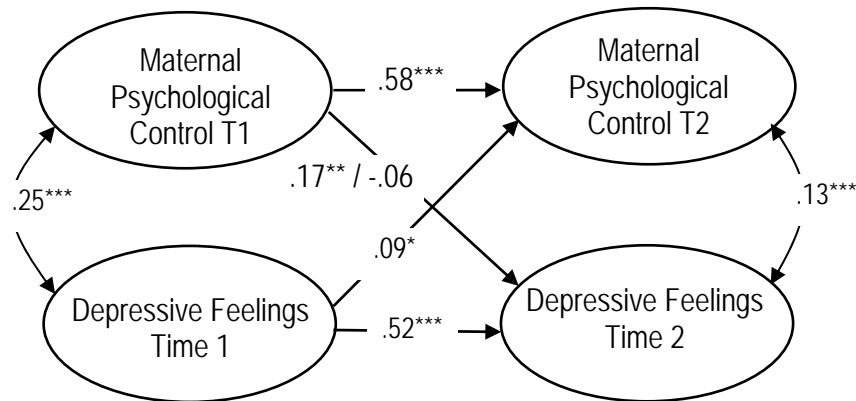 Maternal
Psychological
Control T1
.58***
Maternal
Psychological
Control T2
.17** / -.06
.25***
.13***
.09*
Depressive Feelings
Time 1
.52***
Depressive Feelings
Time 2